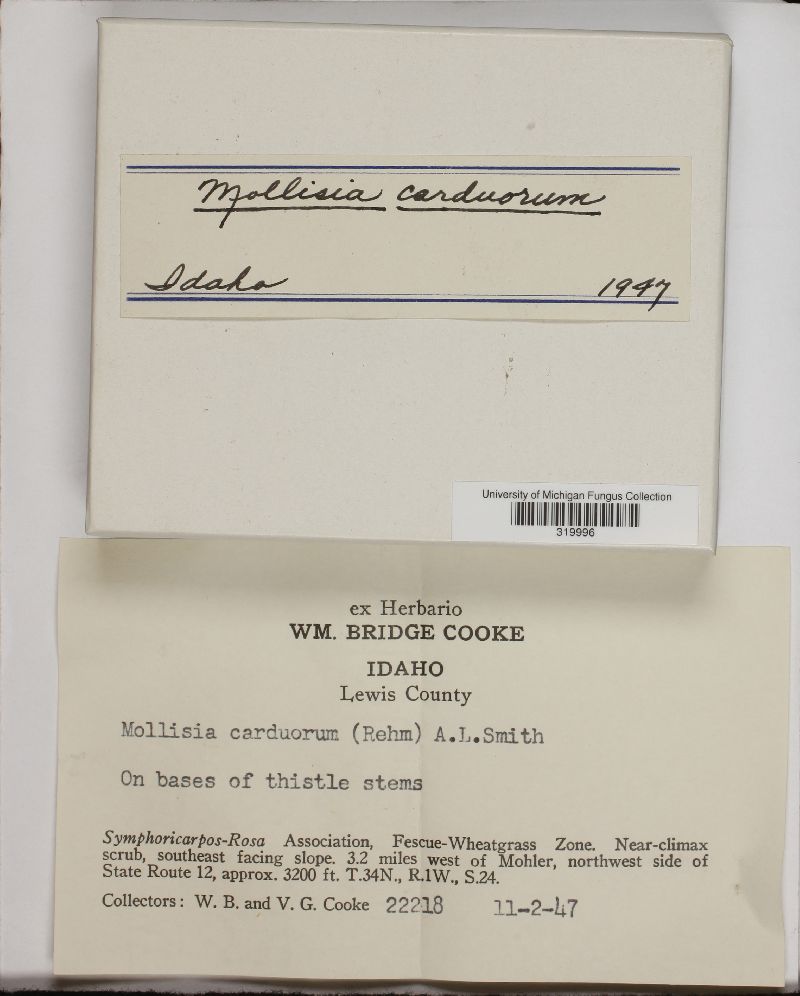 Mollisia carduorum
Idaho 1947
University of Michigan Fungus Collection
319996
ex Herbario
WM. BRIDGE COOKE
IDAHO
Lewis County
Mollisia carduorum (Rehm) A.L.Smith
On bases of thistle stems
Symphoricarpos-Rosa Association, Fescue-Wheatgrass Zone. Near-climax
scrub, southeast facing slope. 3.2 miles west of Mohler, northwest side of
State Route 12, approx. 3200 ft. T.34N., R.1W., S.24.
Collectors: W. B. and V. G. Cooke 22218 11-2-47